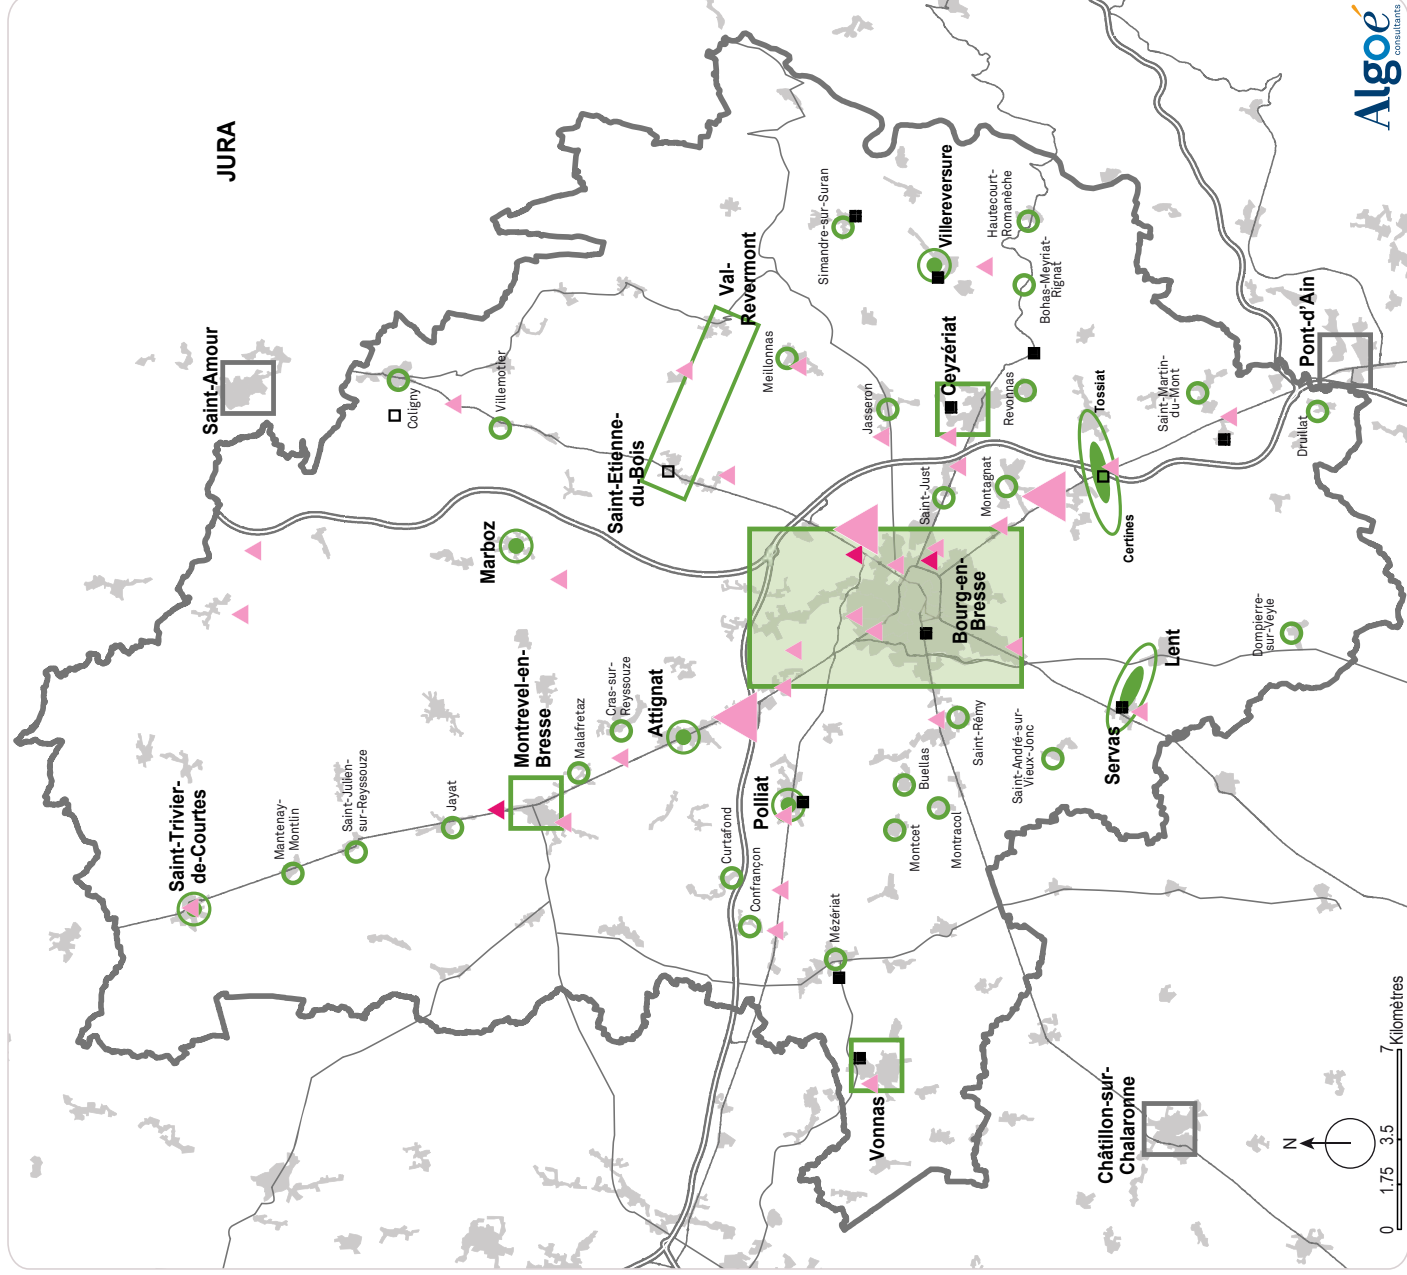 JURA
Saint-Amour
Coligny
Villemotier
Saint-Etienne-
du-Bois
Val-
Revermont
Meillonnas
Simandre-sur-Suran
Villereversure
Hautecourt-
Romanèche
Bohas-Meyriat-
Rignat
Ceyzériat
Revonnas
Jasseron
Saint-Just
Montagnat
Tossiat
Certines
Saint-Martin-
du-Mont
Druillat
Pont-d'Ain
Marboz
Saint-Trivier-
de-Courtes
Mantenay-
Montlin
Saint-Julien-
sur-Reyssouze
Jayat
Montrevel-en-
Bresse
Malafretaz
Cras-sur-
Reyssouze
Attignat
Bourg-en-
Bresse
Polliat
Curtafond
Confrançon
Mézériat
Vonnas
Buellas
Montcet
Montracol
Saint-Rémy
Saint-André-sur-
Vieux-Jonc
Servas
Lent
Dompierre-
sur-Veyle
Châtillon-sur-
Chalaronne
N
0 1.75 3.5 7
Kilomètres
Algoé
consultants